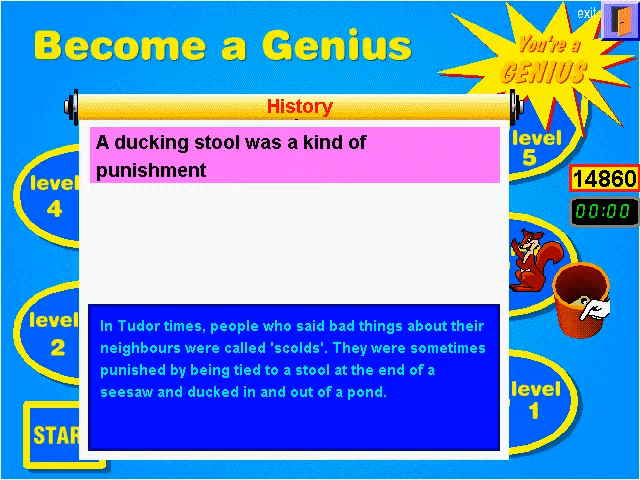 exit
Become a Genius
You're a
GENIUS
History
A ducking stool was a kind of
punishment
level
5
level
4
14860
00:00
In Tudor times, people who said bad things about their
neighbours were called 'scolds'. They were sometimes
punished by being tied to a stool at the end of a
seesaw and ducked in and out of a pond.
level
2
level
1
STAR